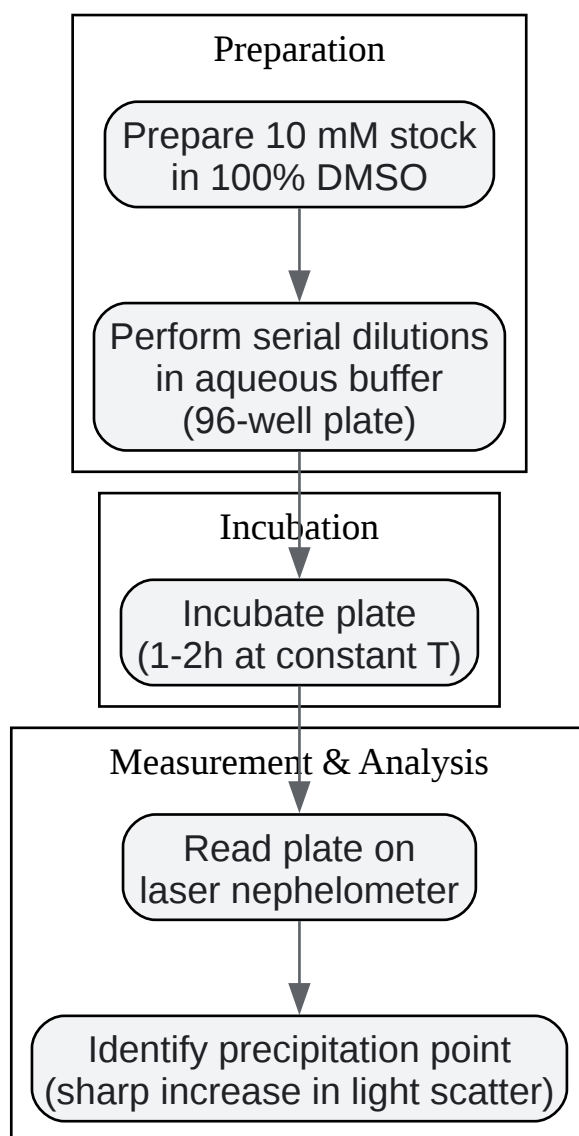 Preparation
Prepare 10 mM stock
in 100% DMSO
Perform serial dilutions
in aqueous buffer
(96-well plate)
Incubation
Incubate plate
(1-2h at constant T)
Measurement & Analysis
Read plate on
laser nephelometer
Identify precipitation point
(sharp increase in light scatter)